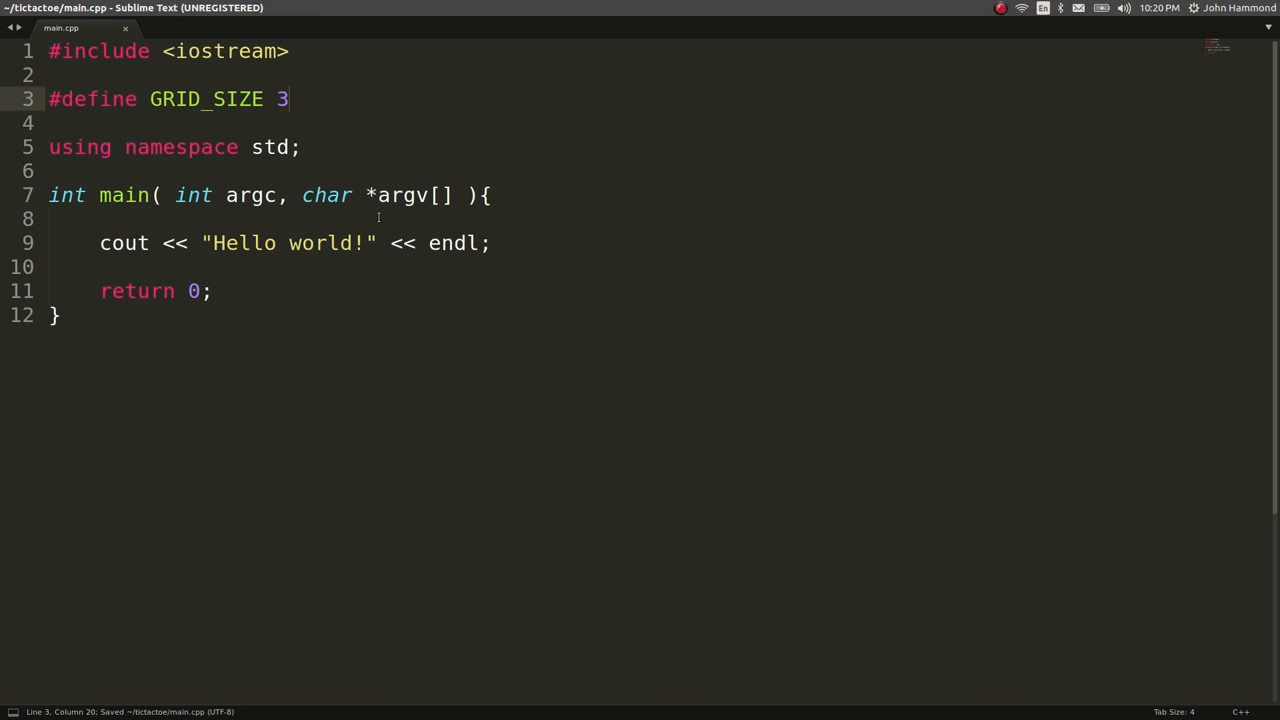 ~/tictactoe/main.cpp - Sublime Text (UNREGISTERED)
En
10:20 PM
John Hammond
main.cpp
1 #include <iostream>
2
3 #define GRID_SIZE 3
4
5 using namespace std;
6
7 int main( int argc, char *argv[] ){
8
9     cout << "Hello world!" << endl;
10
11     return 0;
12 }
Line 3, Column 20; Saved ~/tictactoe/main.cpp (UTF-8)
Tab Size: 4
C++